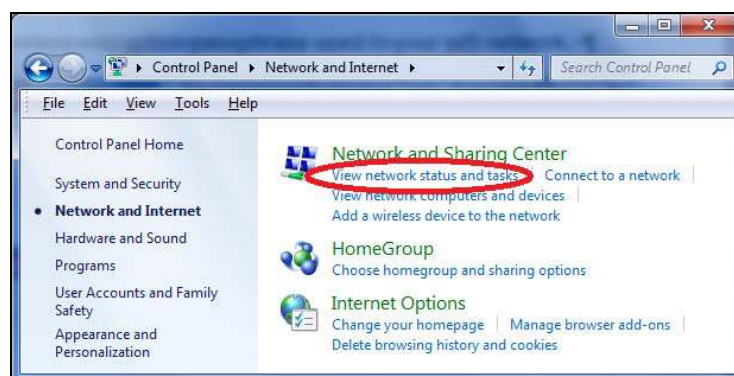 Control Panel Network and Internet Search Control Panel
File Edit View Tools Help
Control Panel Home
System and Security
Network and Internet
Hardware and Sound
Programs
User Accounts and Family
Safety
Appearance and
Personalization
Network and Sharing Center
View network status and tasks Connect to a network
View network computers and devices
Add a wireless device to the network
HomeGroup
Choose homegroup and sharing options
Internet Options
Change your homepage Manage browser add-ons
Delete browsing history and cookies